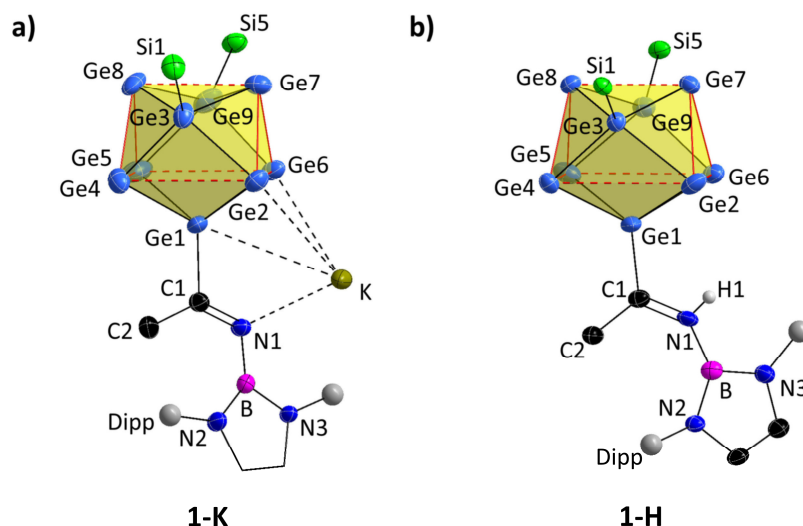 a)
Si1
Si5
Ge8
Ge7
Ge3
Ge9
Ge5
Ge6
Ge4
Ge2
Ge1
K
C1
C2
N1
B
Dipp
N2
N3
1-K
b)
Si5
Si1
Ge8
Ge7
Ge3
Ge9
Ge5
Ge6
Ge4
Ge2
Ge1
C1
H1
C2
N1
B
N3
N2
Dipp
1-H